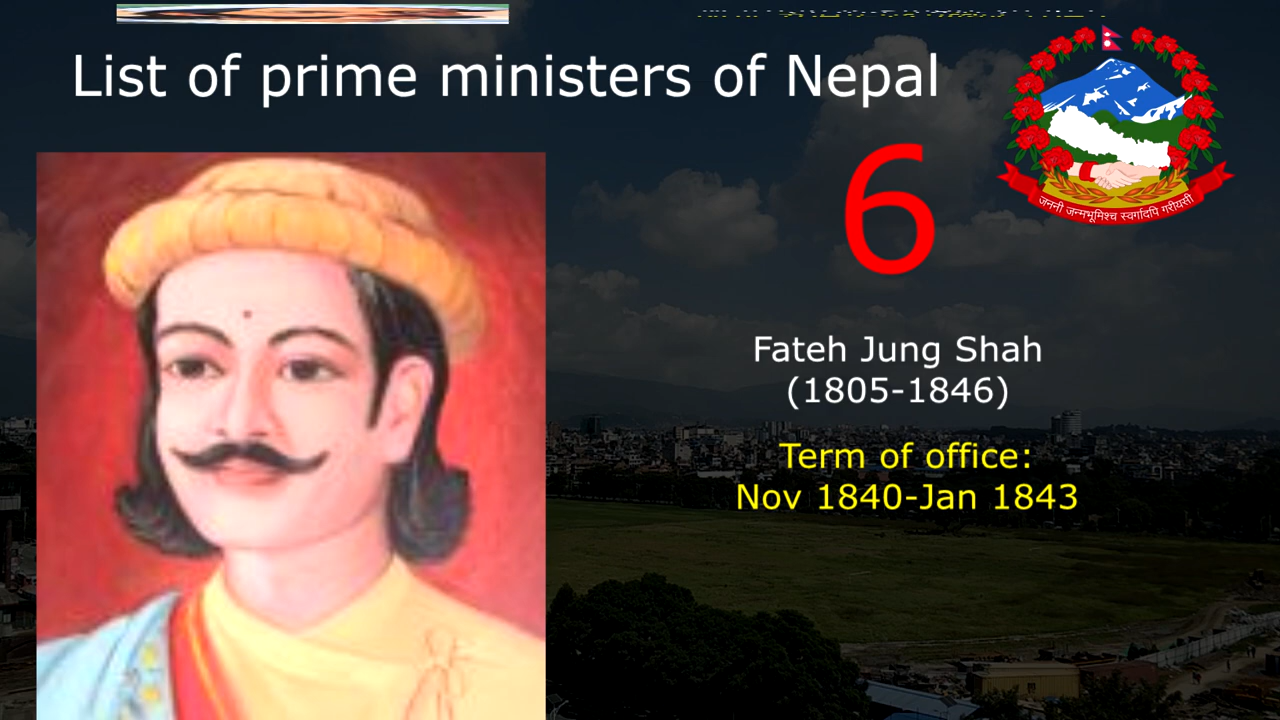 List of prime ministers of Nepal
6
जननी जन्मभूमिश्च स्वर्गादपि गरीयसी
Fateh Jung Shah
(1805-1846)
Term of office:
Nov 1840-Jan 1843